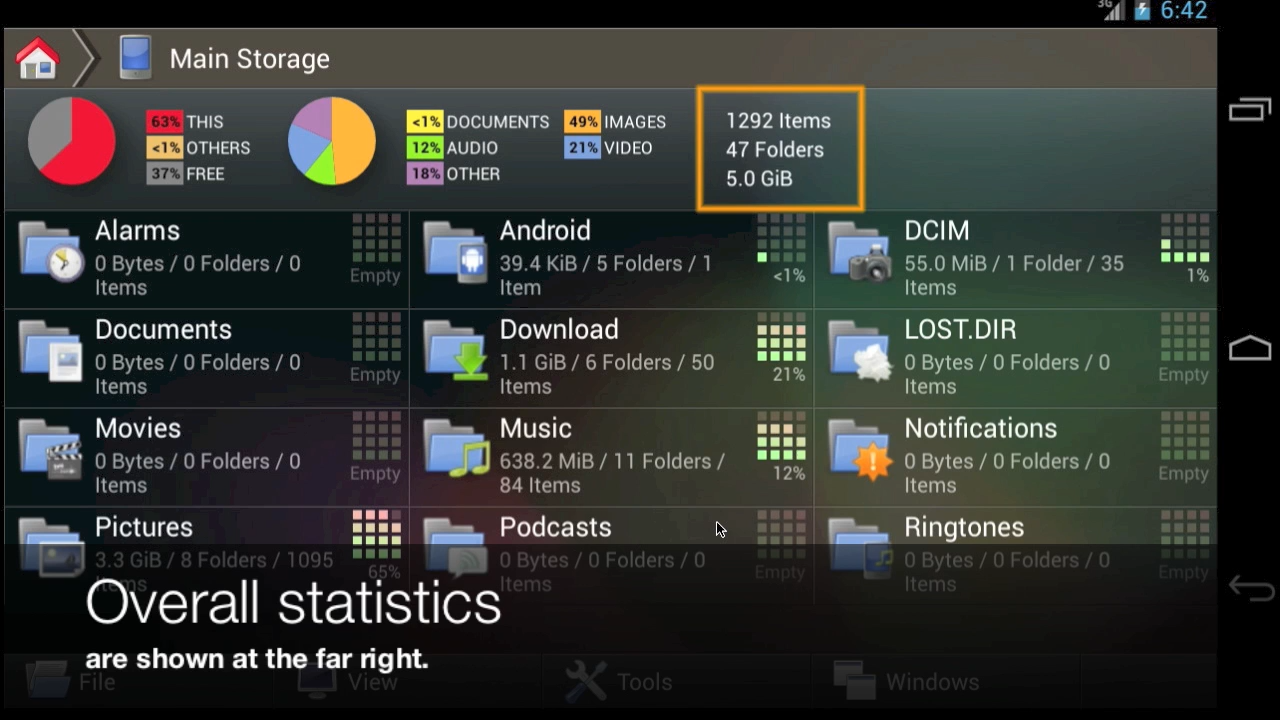 3G 6:42
Main Storage
63% THIS
<1% OTHERS
37% FREE
<1% DOCUMENTS
12% AUDIO
18% OTHER
49% IMAGES
21% VIDEO
1292 Items
47 Folders
5.0 GiB
Alarms
0 Bytes / 0 Folders / 0
Items
Empty
Android
39.4 KiB / 5 Folders / 1
Item
<1%
DCIM
55.0 MiB / 1 Folder / 35
Items
1%
Documents
0 Bytes / 0 Folders / 0
Items
Empty
Download
1.1 GiB / 6 Folders / 50
Items
21%
LOST.DIR
0 Bytes / 0 Folders / 0
Items
Empty
Movies
0 Bytes / 0 Folders / 0
Items
Empty
Music
638.2 MiB / 11 Folders /
84 Items
12%
Notifications
0 Bytes / 0 Folders / 0
Items
Empty
Pictures
3.3 GiB / 8 Folders / 1095
Items
65%
Podcasts
0 Bytes / 0 Folders / 0
Items
Empty
Ringtones
0 Bytes / 0 Folders / 0
Items
Empty
Overall statistics
are shown at the far right.
File
View
Tools
Windows